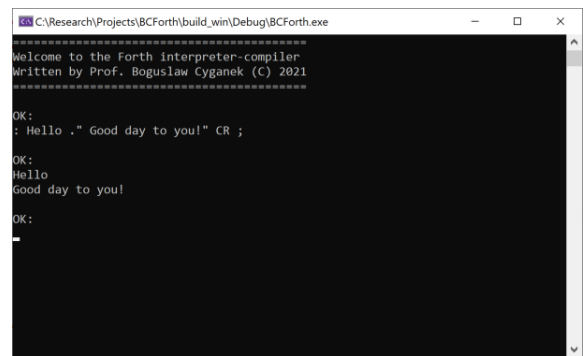 C:\Research\Projects\BCForth\build_win\Debug\BCForth.exe
==========================================
Welcome to the Forth interpreter-compiler
Written by Prof. Boguslaw Cyganek (C) 2021
==========================================
OK:
: Hello ." Good day to you!" CR ;
OK:
Hello
Good day to you!
OK: